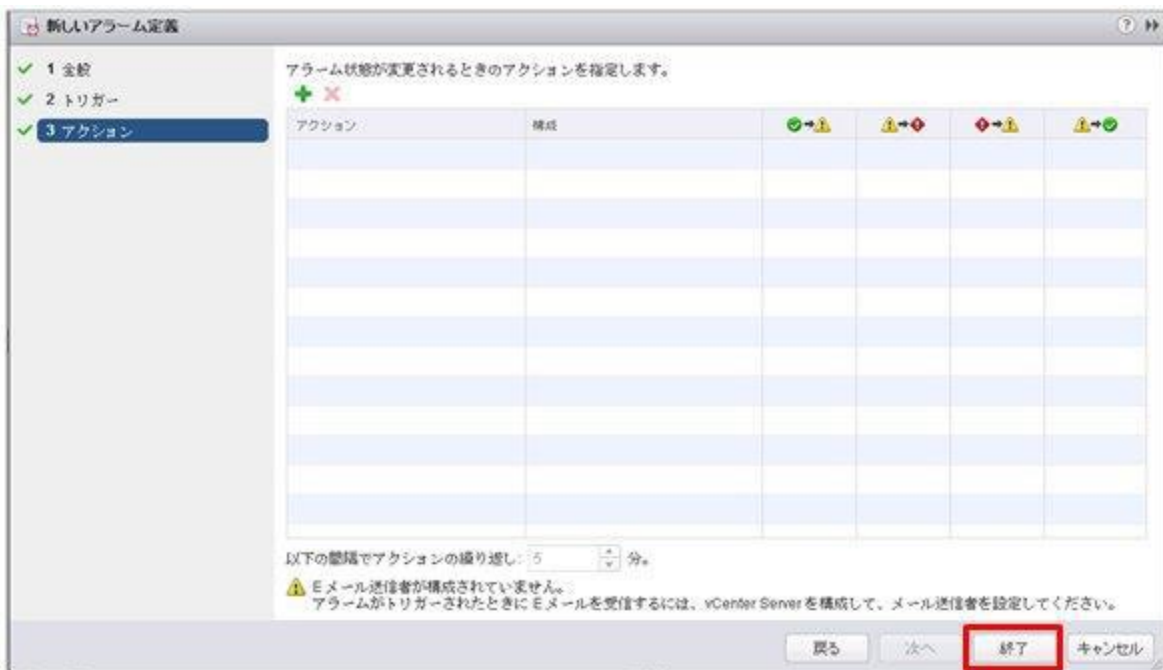 新しいアラーム定義
1 全般
2 トリガー
3 アクション
アラーム状態が変更されるときのアクションを指定します。
アクション 構成
以下の間隔でアクションの繰り返し: 5 分。
Eメール送信者が構成されていません。
アラームがトリガーされたときにEメールを受信するには、vCenter Server を構成して、メール送信者を設定してください。
戻る 次へ 終了 キャンセル